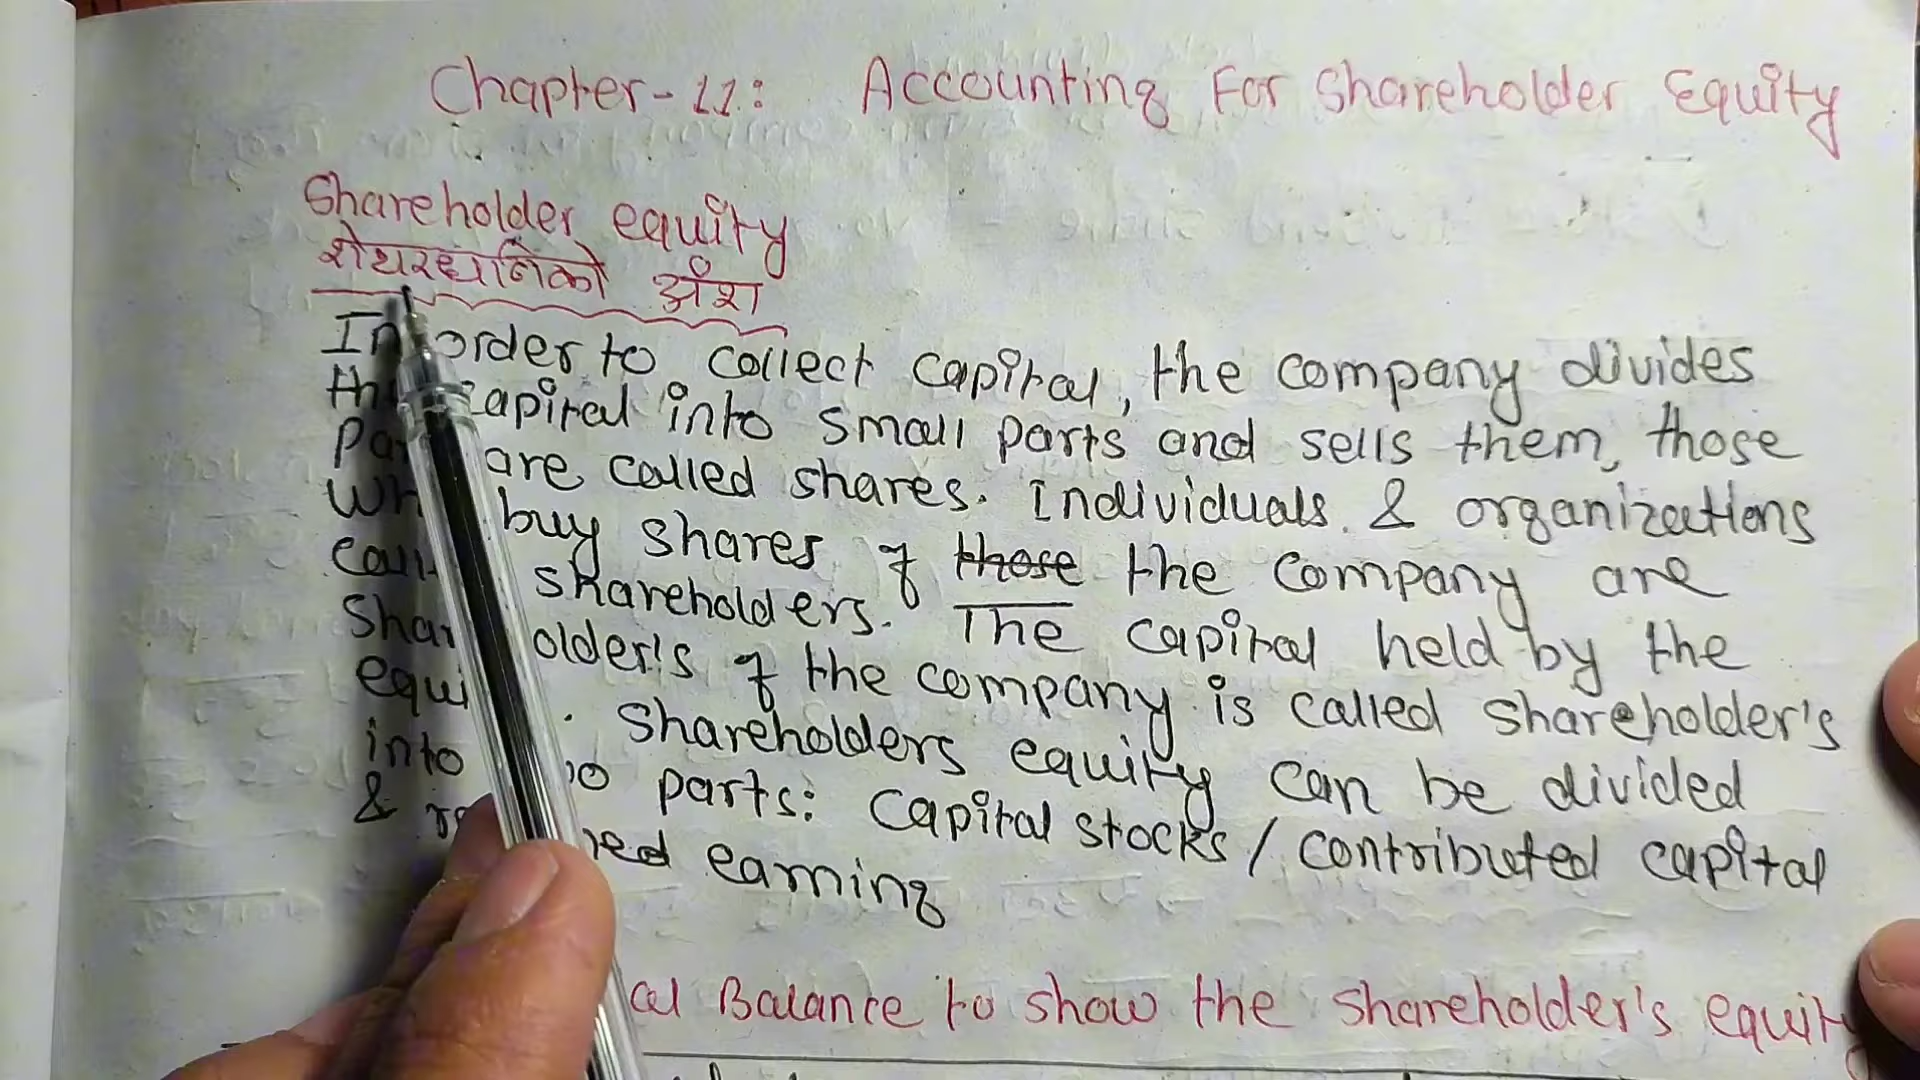 Chapter-11: Accounting For Shareholder Equity
Shareholder equity
शेयरधनिको अँश
In order to collect capital, the company divides
capital into small parts and sells them, those
are called shares. Individuals & organizations
buy shares of those the company are
shareholders. The capital held by the
of the company is called shareholder's
Shareholders equity can be divided
into parts: Capital stocks / contributed capital
& earning
Balance to show the shareholder's equity